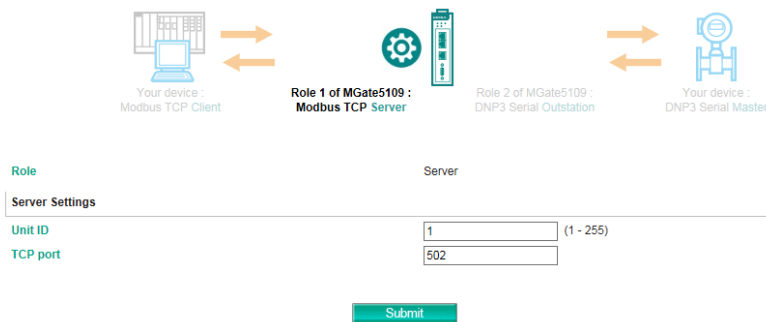 Your device :
Modbus TCP Client
Role 1 of MGate5109 :
Modbus TCP Server
Role 2 of MGate5109 :
DNP3 Serial Outstation
Your device :
DNP3 Serial Master
Role Server
Server Settings
Unit ID 1 (1 - 255)
TCP port 502
Submit